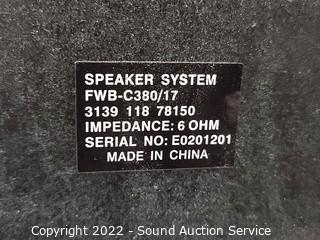 SPEAKER SYSTEM
FWB-C380/17
3139 118 78150
IMPEDANCE: 6 OHM
SERIAL NO: E0201201
MADE IN CHINA
Copyright 2022 - Sound Auction Service